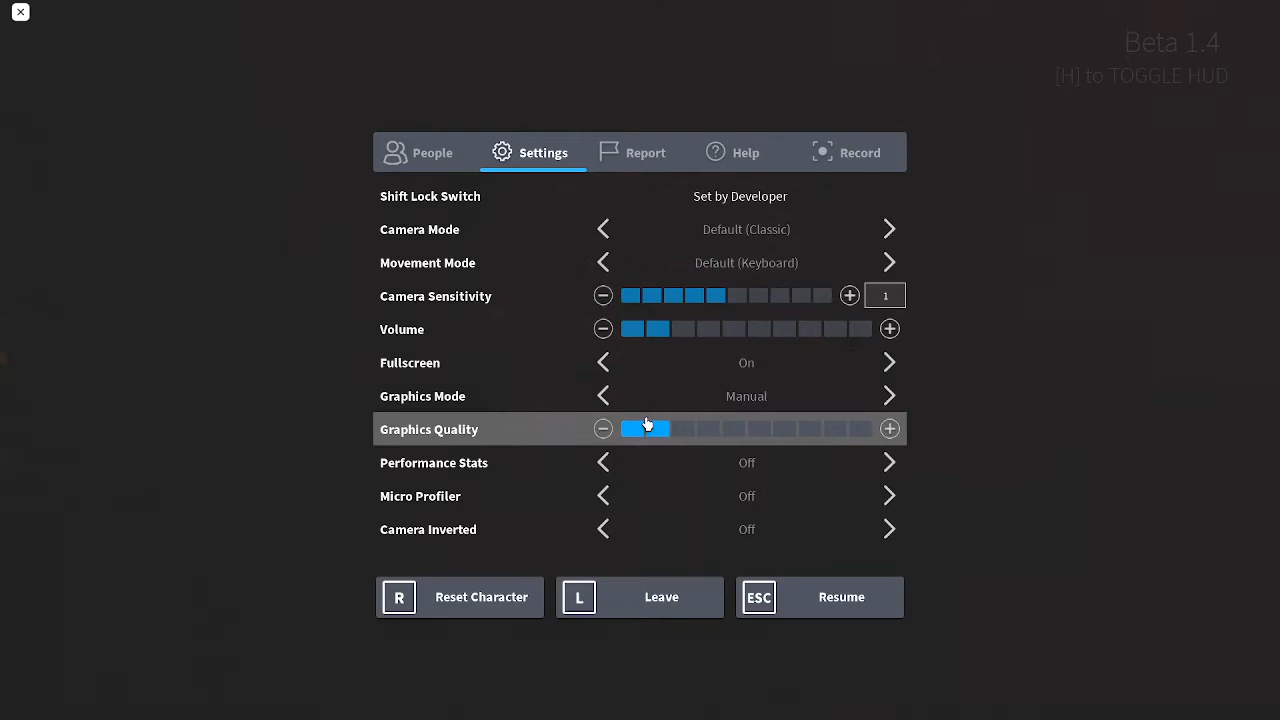 Beta 1.4
[H] to TOGGLE HUD
People Settings Report Help Record
Shift Lock Switch Set by Developer
Camera Mode Default (Classic)
Movement Mode Default (Keyboard)
Camera Sensitivity 1
Volume
Fullscreen On
Graphics Mode Manual
Graphics Quality
Performance Stats Off
Micro Profiler Off
Camera Inverted Off
R Reset Character L Leave ESC Resume